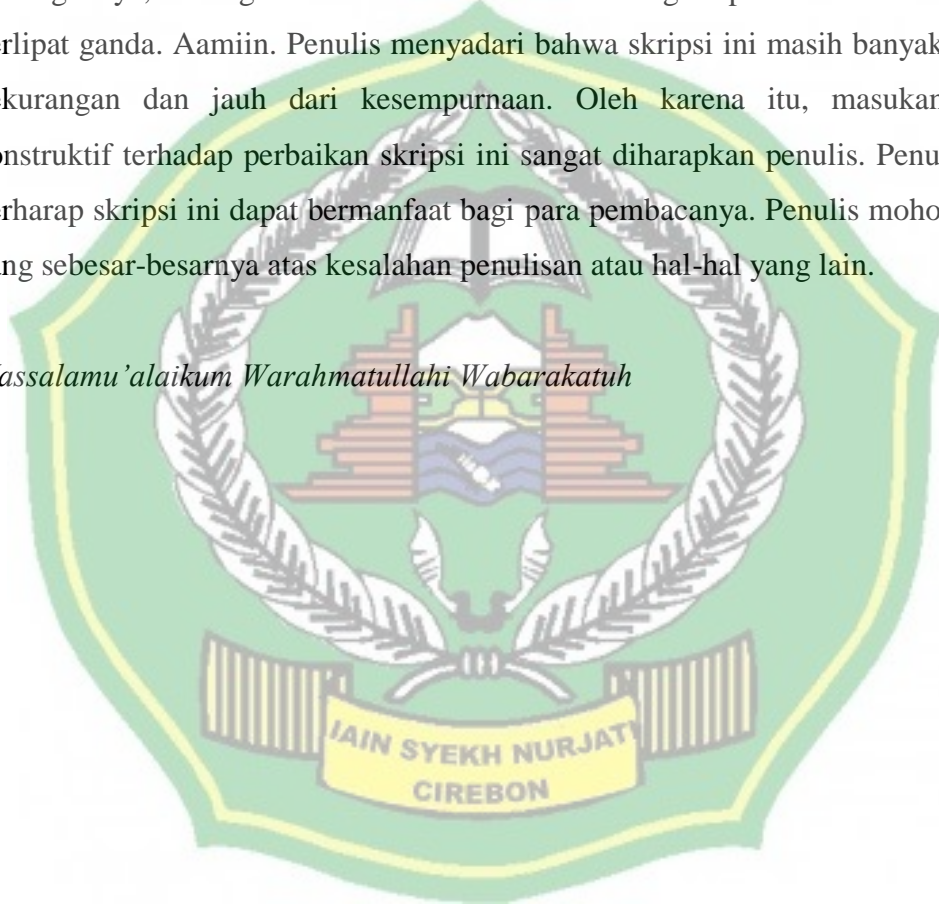 erlipat ganda. Aamiin. Penulis menyadari bahwa skripsi ini masih banyak
ekurangan dan jauh dari kesempurnaan. Oleh karena itu, masukan
onstruktif terhadap perbaikan skripsi ini sangat diharapkan penulis. Penu
erharap skripsi ini dapat bermanfaat bagi para pembacanya. Penulis moho
ang sebesar-besarnya atas kesalahan penulisan atau hal-hal yang lain.
assalamu’alaikum Warahmatullahi Wabarakatuh
IAIN SYEKH NURJATI
CIREBON